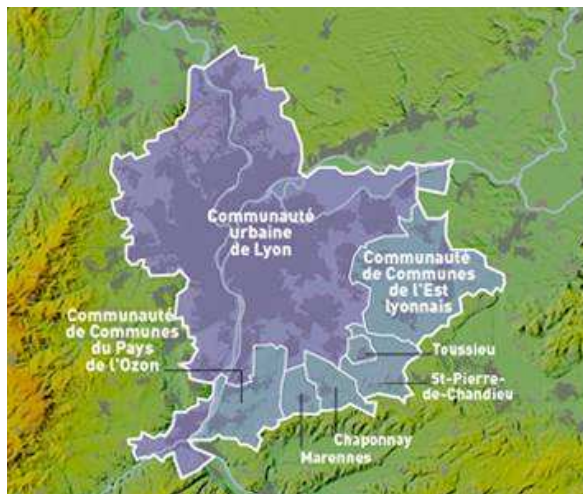 Communauté
urbaine
de Lyon
Communauté
de Communes
de l'Est
lyonnais
Communauté
de Communes
du Pays
de l'Ozon
Toussieu
St-Pierre-
de-Chandieu
Chaponnay
Marennes